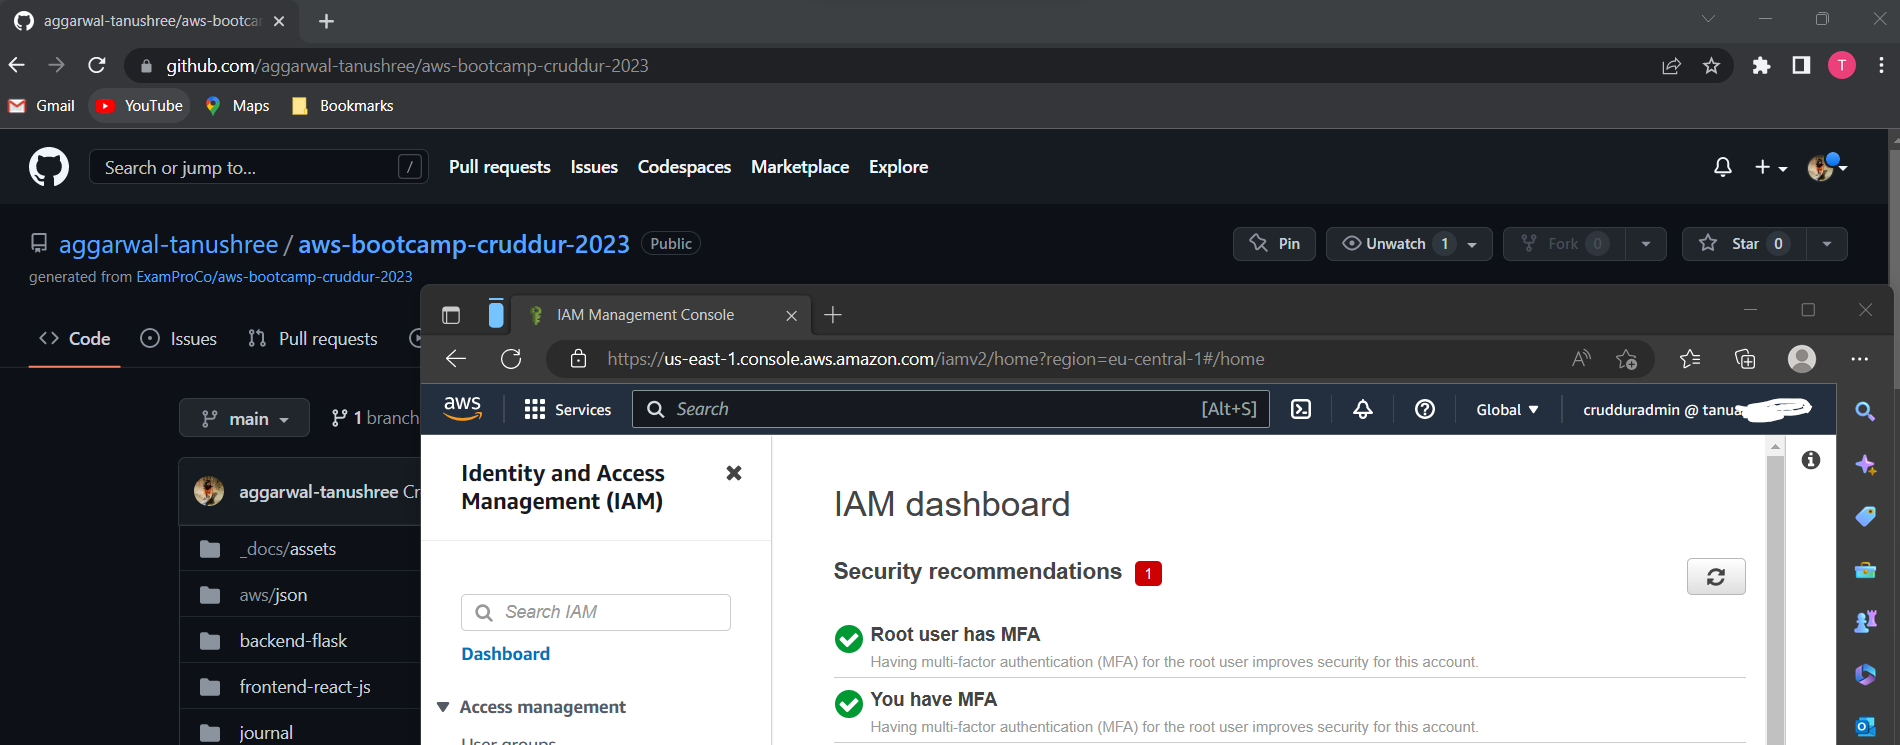 aggarwal-tanushree/aws-bootca
github.com/aggarwal-tanushree/aws-bootcamp-cruddur-2023
T
Gmail YouTube Maps Bookmarks
Search or jump to... / Pull requests Issues Codespaces Marketplace Explore
aggarwal-tanushree / aws-bootcamp-cruddur-2023 Public
Pin Unwatch 1 Fork 0 Star 0
generated from ExamProCo/aws-bootcamp-cruddur-2023
Code Issues Pull requests
main 1 branch
aggarwal-tanushree Cr
_docs/assets
aws/json
backend-flask
frontend-react-js
journal
IAM Management Console
https://us-east-1.console.aws.amazon.com/iamv2/home?region=eu-central-1#/home
aws Services Search [Alt+S] Global crudduradmin @ tanua
Identity and Access
Management (IAM)
Search IAM
Dashboard
Access management
User groups
IAM dashboard
Security recommendations 1
Root user has MFA
Having multi-factor authentication (MFA) for the root user improves security for this account.
You have MFA
Having multi-factor authentication (MFA) for the root user improves security for this account.